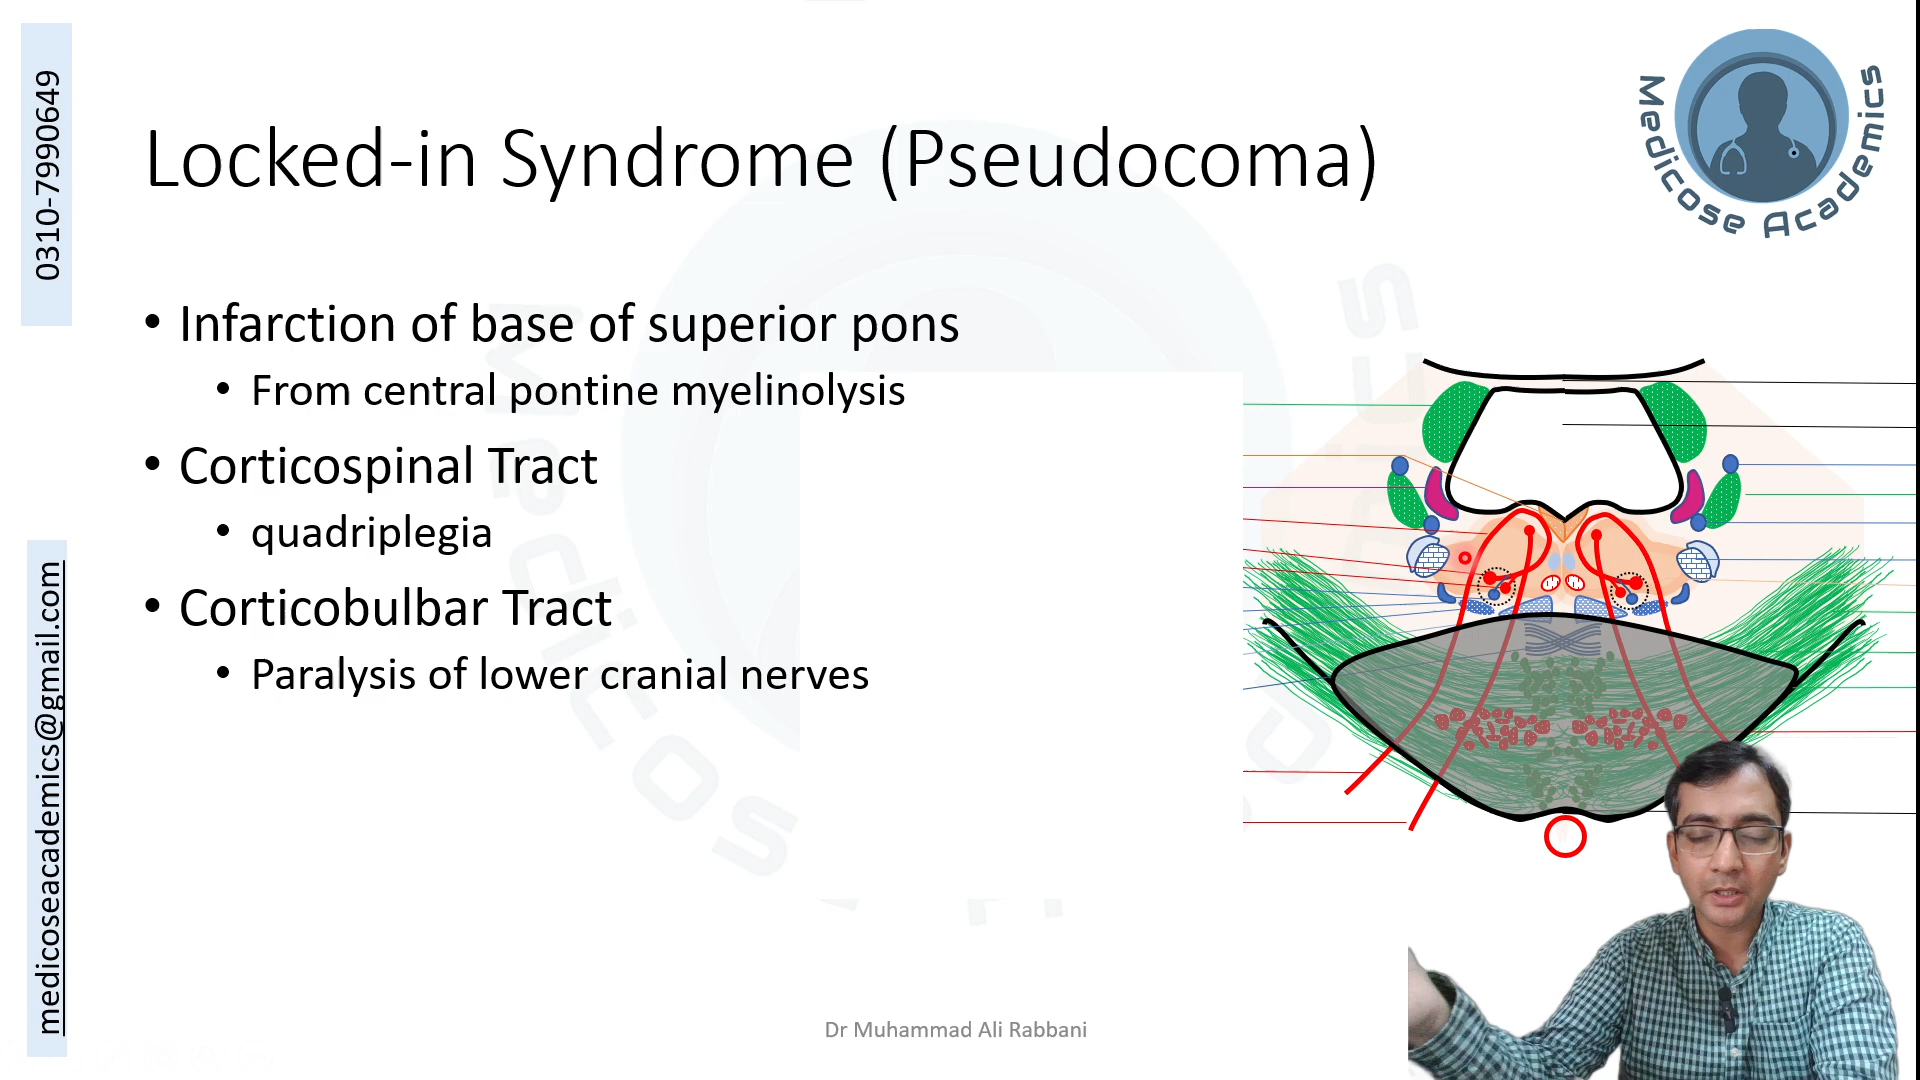 0310-7990649
medicoseacademics@gmail.com
Locked-in Syndrome (Pseudocoma)
Medicose Academics
• Infarction of base of superior pons
• From central pontine myelinolysis
• Corticospinal Tract
• quadriplegia
• Corticobulbar Tract
• Paralysis of lower cranial nerves
Dr Muhammad Ali Rabbani